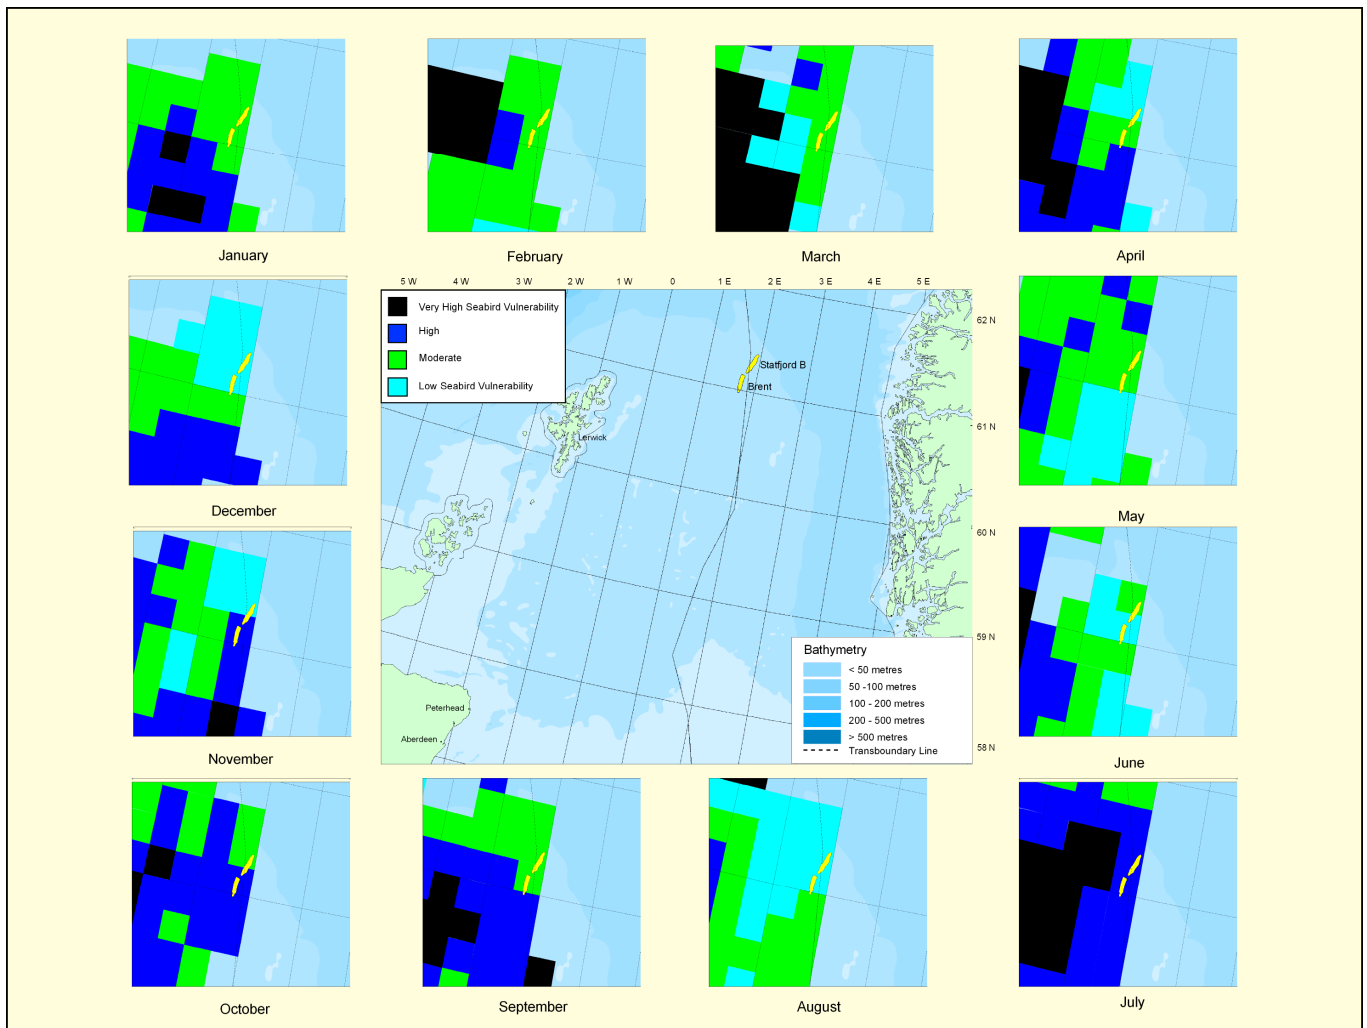 January
February
March
April
5 W
4 W
3 W
2 W
1 W
0
1 E
2 E
3 E
4 E
5 E
Very High Seabird Vulnerability
High
Moderate
Low Seabird Vulnerability
62 N
Statfjord B
Brent
61 N
Lerwick
December
May
60 N
59 N
Bathymetry
< 50 metres
50 -100 metres
100 - 200 metres
200 - 500 metres
> 500 metres
Transboundary Line
Peterhead
Aberdeen
58 N
November
June
October
September
August
July